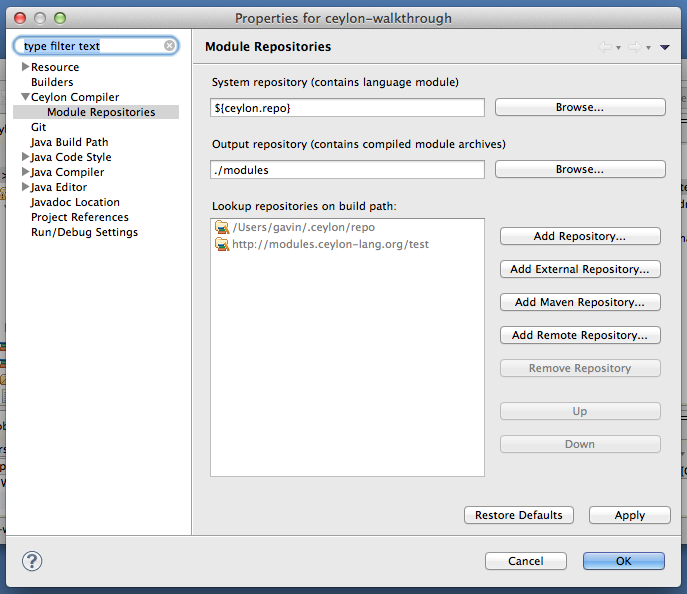 Properties for ceylon-walkthrough
type filter text
Resource
Builders
Ceylon Compiler
Module Repositories
Git
Java Build Path
Java Code Style
Java Compiler
Java Editor
Javadoc Location
Project References
Run/Debug Settings
Module Repositories
System repository (contains language module)
${ceylon.repo}
Browse...
Output repository (contains compiled module archives)
./modules
Browse...
Lookup repositories on build path:
/Users/gavin/.ceylon/repo
http://modules.ceylon-lang.org/test
Add Repository...
Add External Repository...
Add Maven Repository...
Add Remote Repository...
Remove Repository
Up
Down
Restore Defaults
Apply
?
Cancel
OK